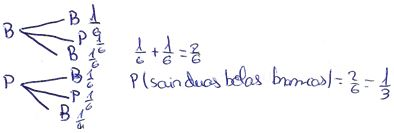 B 1/6
B P 1/6
B 1/6
1/6 + 1/6 = 2/6
P B 1/6
P 1/6
B 1/6
P(sair duas bolas brancas) = 2/6 = 1/3